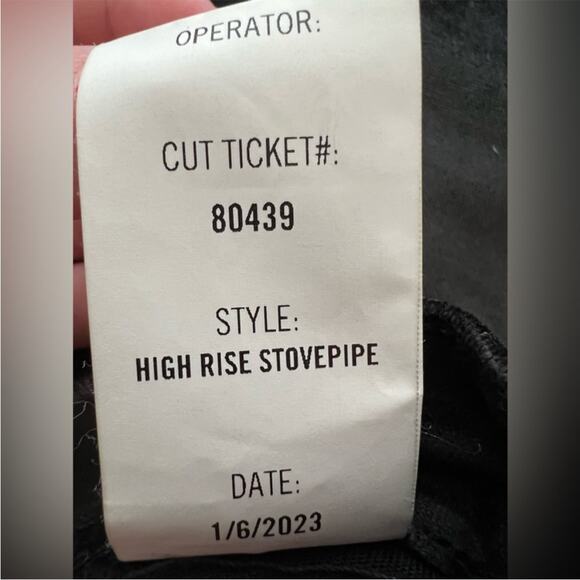 OPERATOR:
CUT TICKET#:
80439
STYLE:
HIGH RISE STOVEPIPE
DATE:
1/6/2023